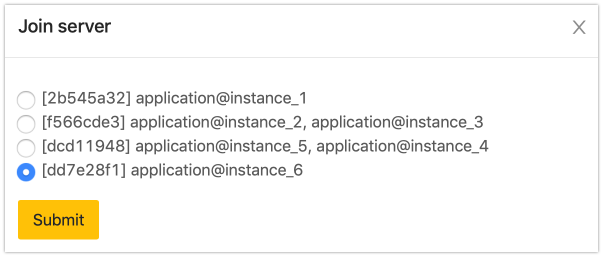 Join server
[2b545a32] application@instance_1
[f566cde3] application@instance_2, application@instance_3
[dcd11948] application@instance_5, application@instance_4
[dd7e28f1] application@instance_6
Submit